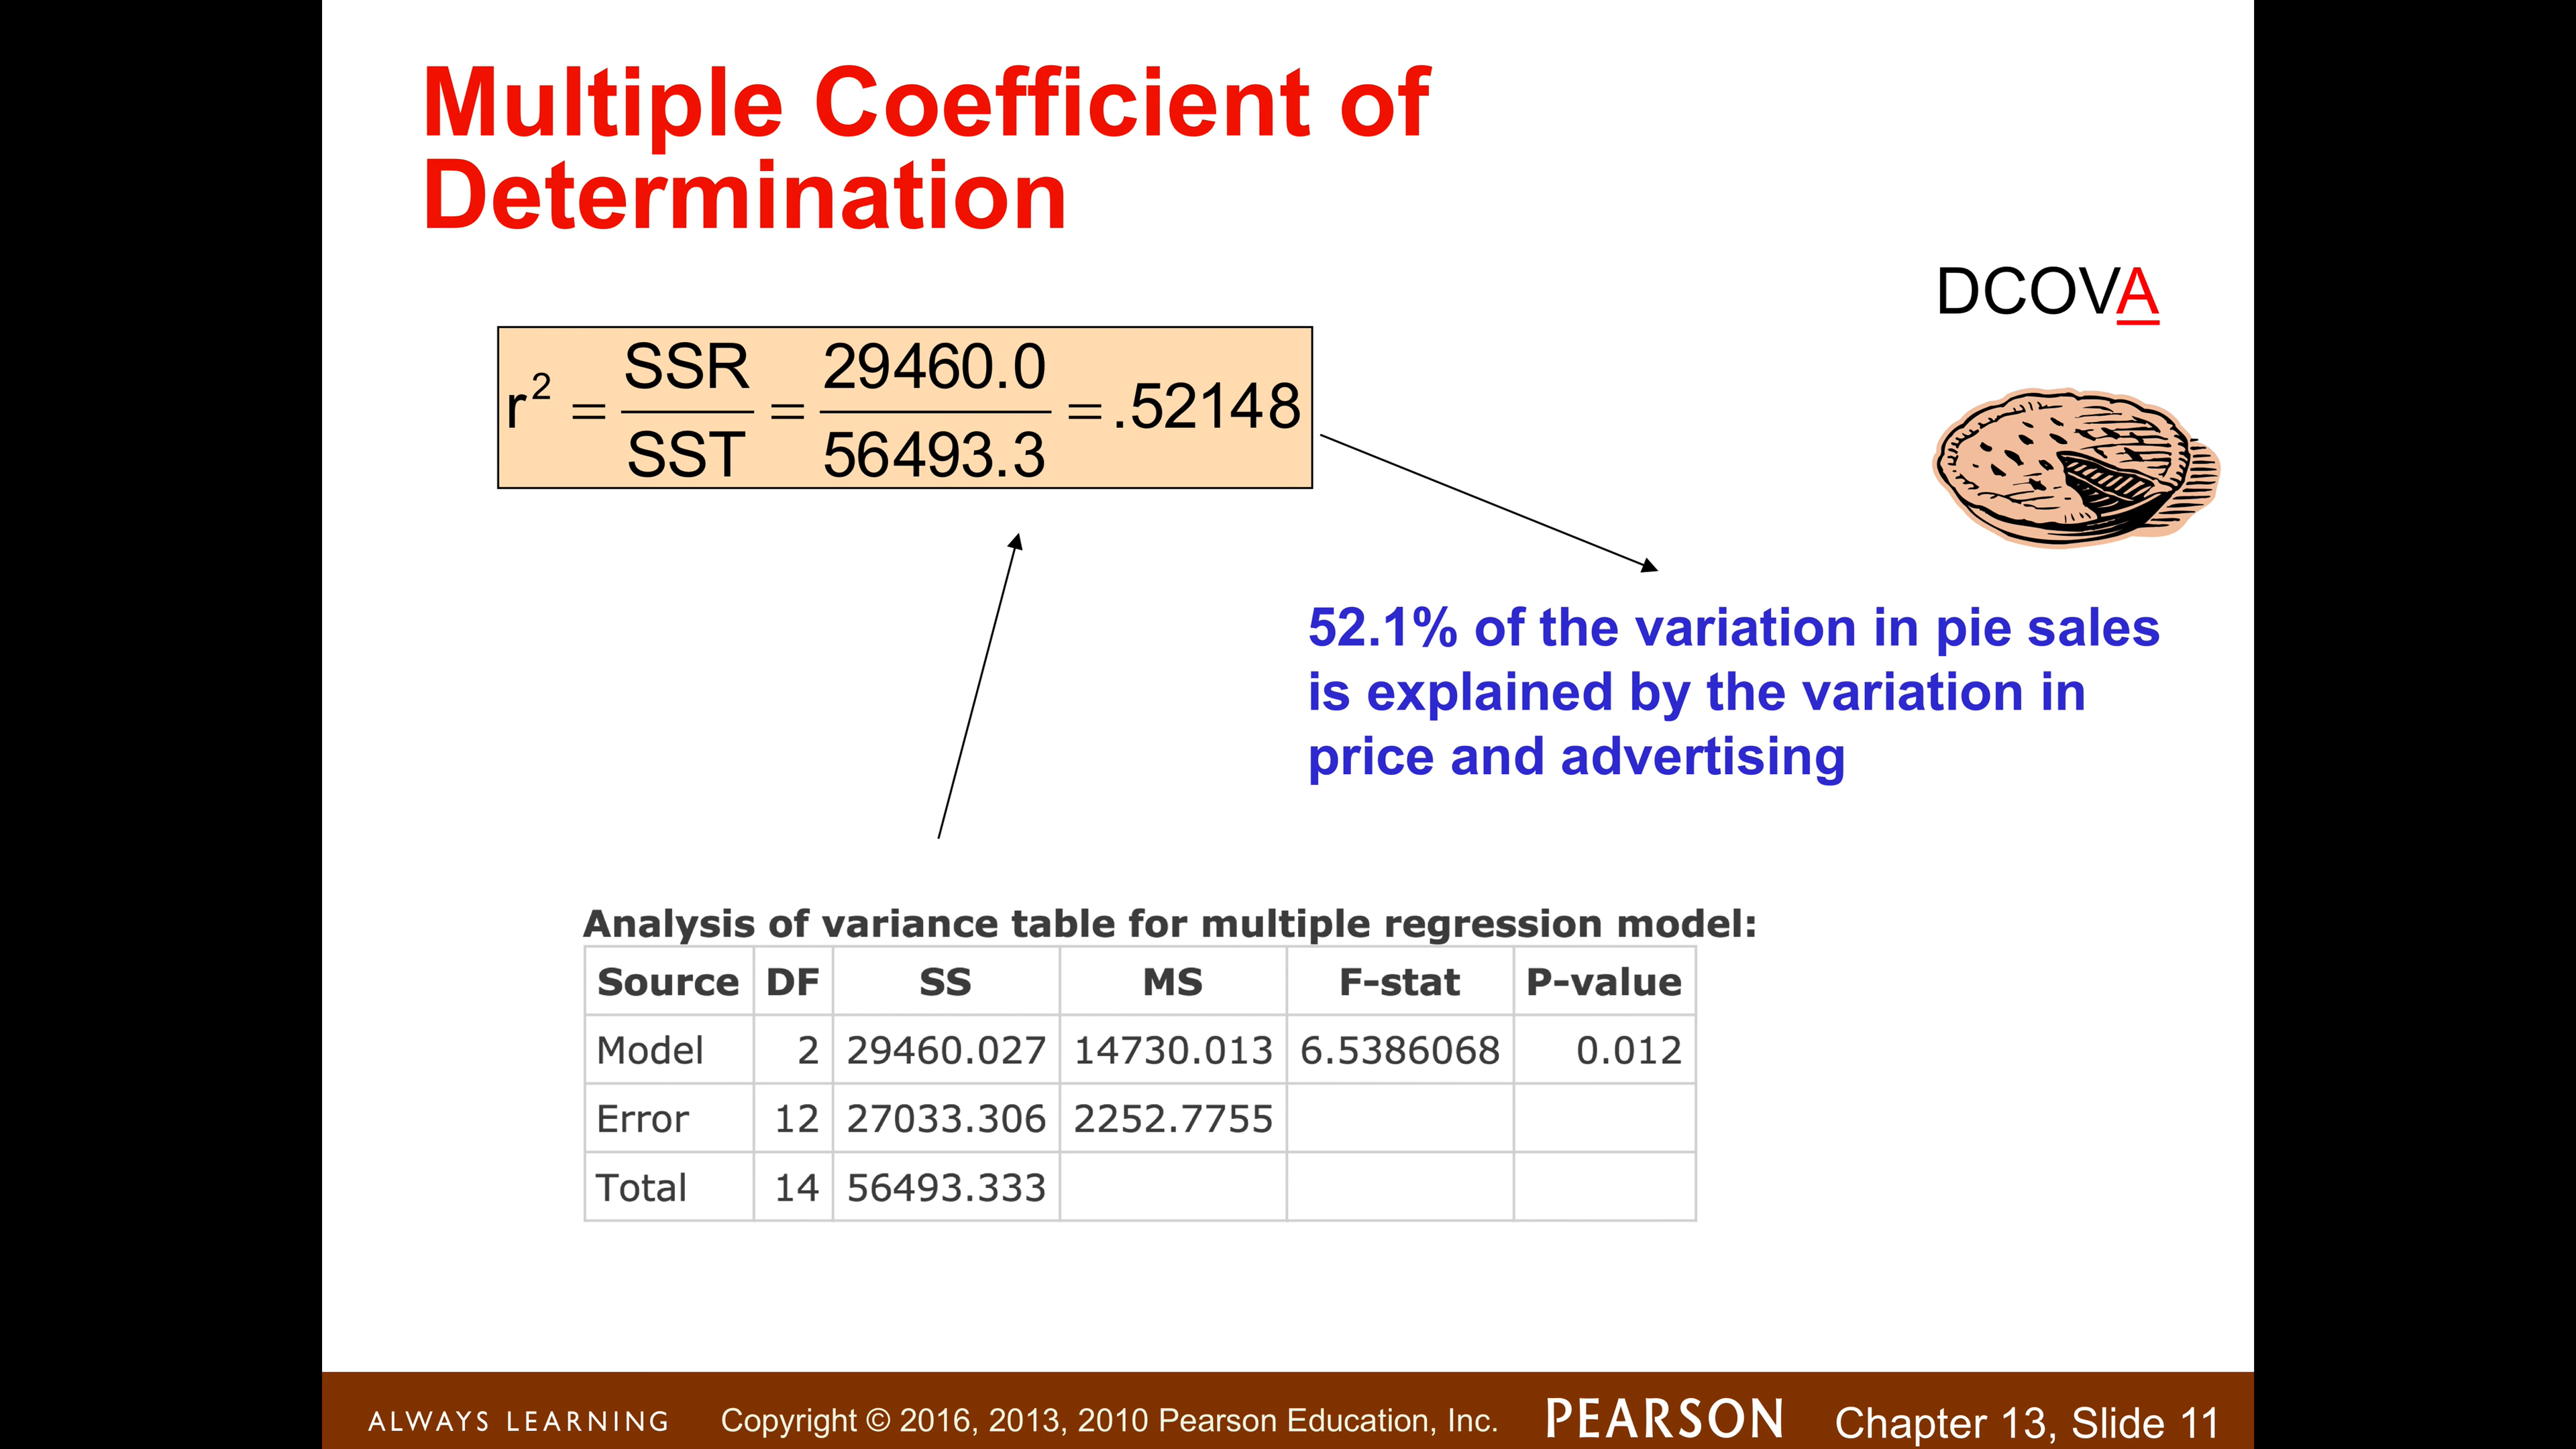 Multiple Coefficient of
Determination
DCOVA
r² = SSR / SST = 29460.0 / 56493.3 = .52148
52.1% of the variation in pie sales
is explained by the variation in
price and advertising
Analysis of variance table for multiple regression model:
Source DF SS MS F-stat P-value
Model 2 29460.027 14730.013 6.5386068 0.012
Error 12 27033.306 2252.7755
Total 14 56493.333
ALWAYS LEARNING Copyright © 2016, 2013, 2010 Pearson Education, Inc. PEARSON Chapter 13, Slide 11